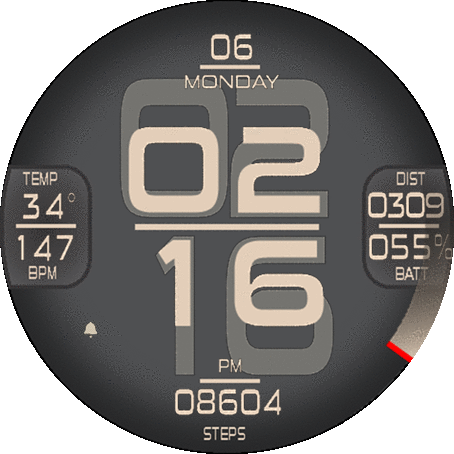 06
MONDAY
02
16
TEMP
34°
147
BPM
DIST
0309
055%
BATT
PM
08604
STEPS